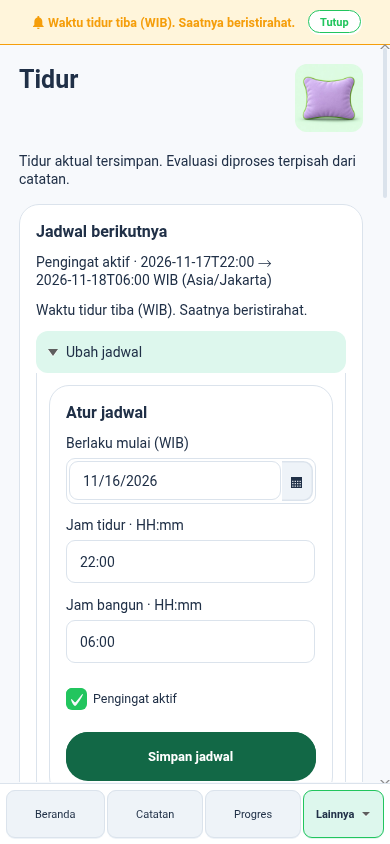 Waktu tidur tiba (WIB). Saatnya beristirahat.
Tutup
Tidur
Tidur aktual tersimpan. Evaluasi diproses terpisah dari
catatan.
Jadwal berikutnya
Pengingat aktif · 2026-11-17T22:00 →
2026-11-18T06:00 WIB (Asia/Jakarta)
Waktu tidur tiba (WIB). Saatnya beristirahat.
Ubah jadwal
Atur jadwal
Berlaku mulai (WIB)
11/16/2026
Jam tidur · HH:mm
22:00
Jam bangun · HH:mm
06:00
Pengingat aktif
Simpan jadwal
Beranda
Catatan
Progres
Lainnya